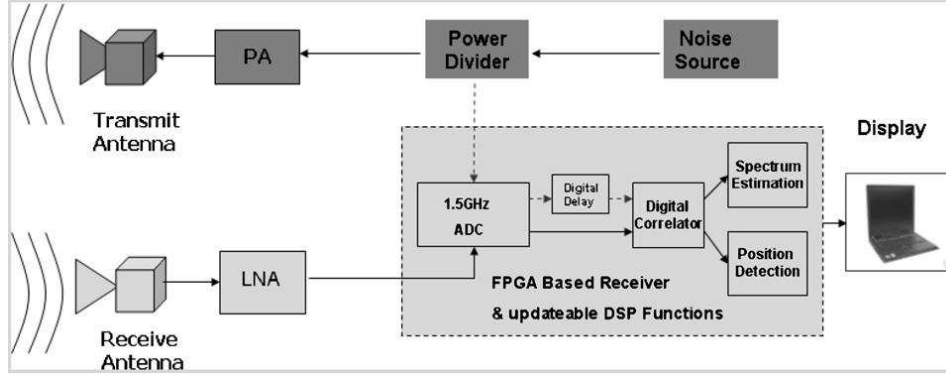 PA
Power
Divider
Noise
Source
Transmit
Antenna
Display
1.5GHz
ADC
Digital
Delay
Digital
Correlator
Spectrum
Estimation
Position
Detection
LNA
FPGA Based Receiver
& updateable DSP Functions
Receive
Antenna